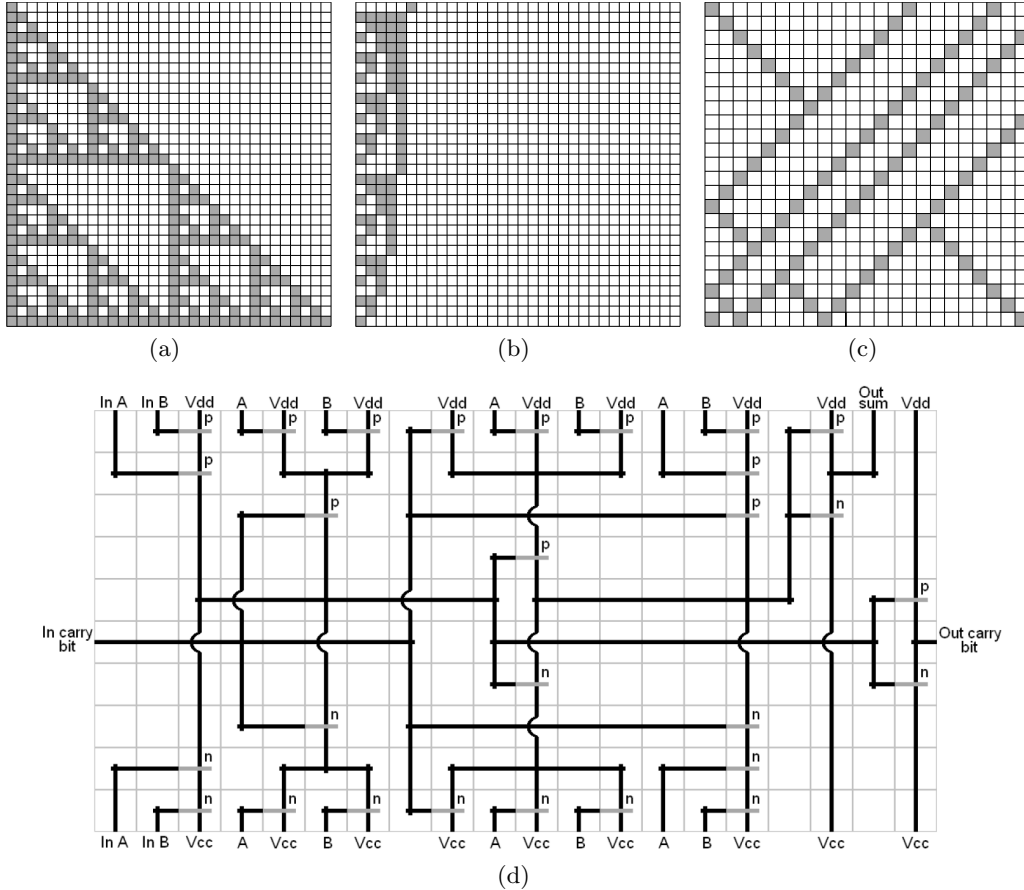 (a) (b) (c)
Out
In A In B Vdd A Vdd B Vdd Vdd A Vdd B Vdd A B Vdd Vdd sum Vdd
p p p p p p p p
p p p
p p p n
p
p
In carry bit
Out carry bit
n n
n n
n n n
n n n n n n n
In A In B Vcc A Vcc B Vcc Vcc A Vcc B Vcc A B Vcc Vcc Vcc
(d)